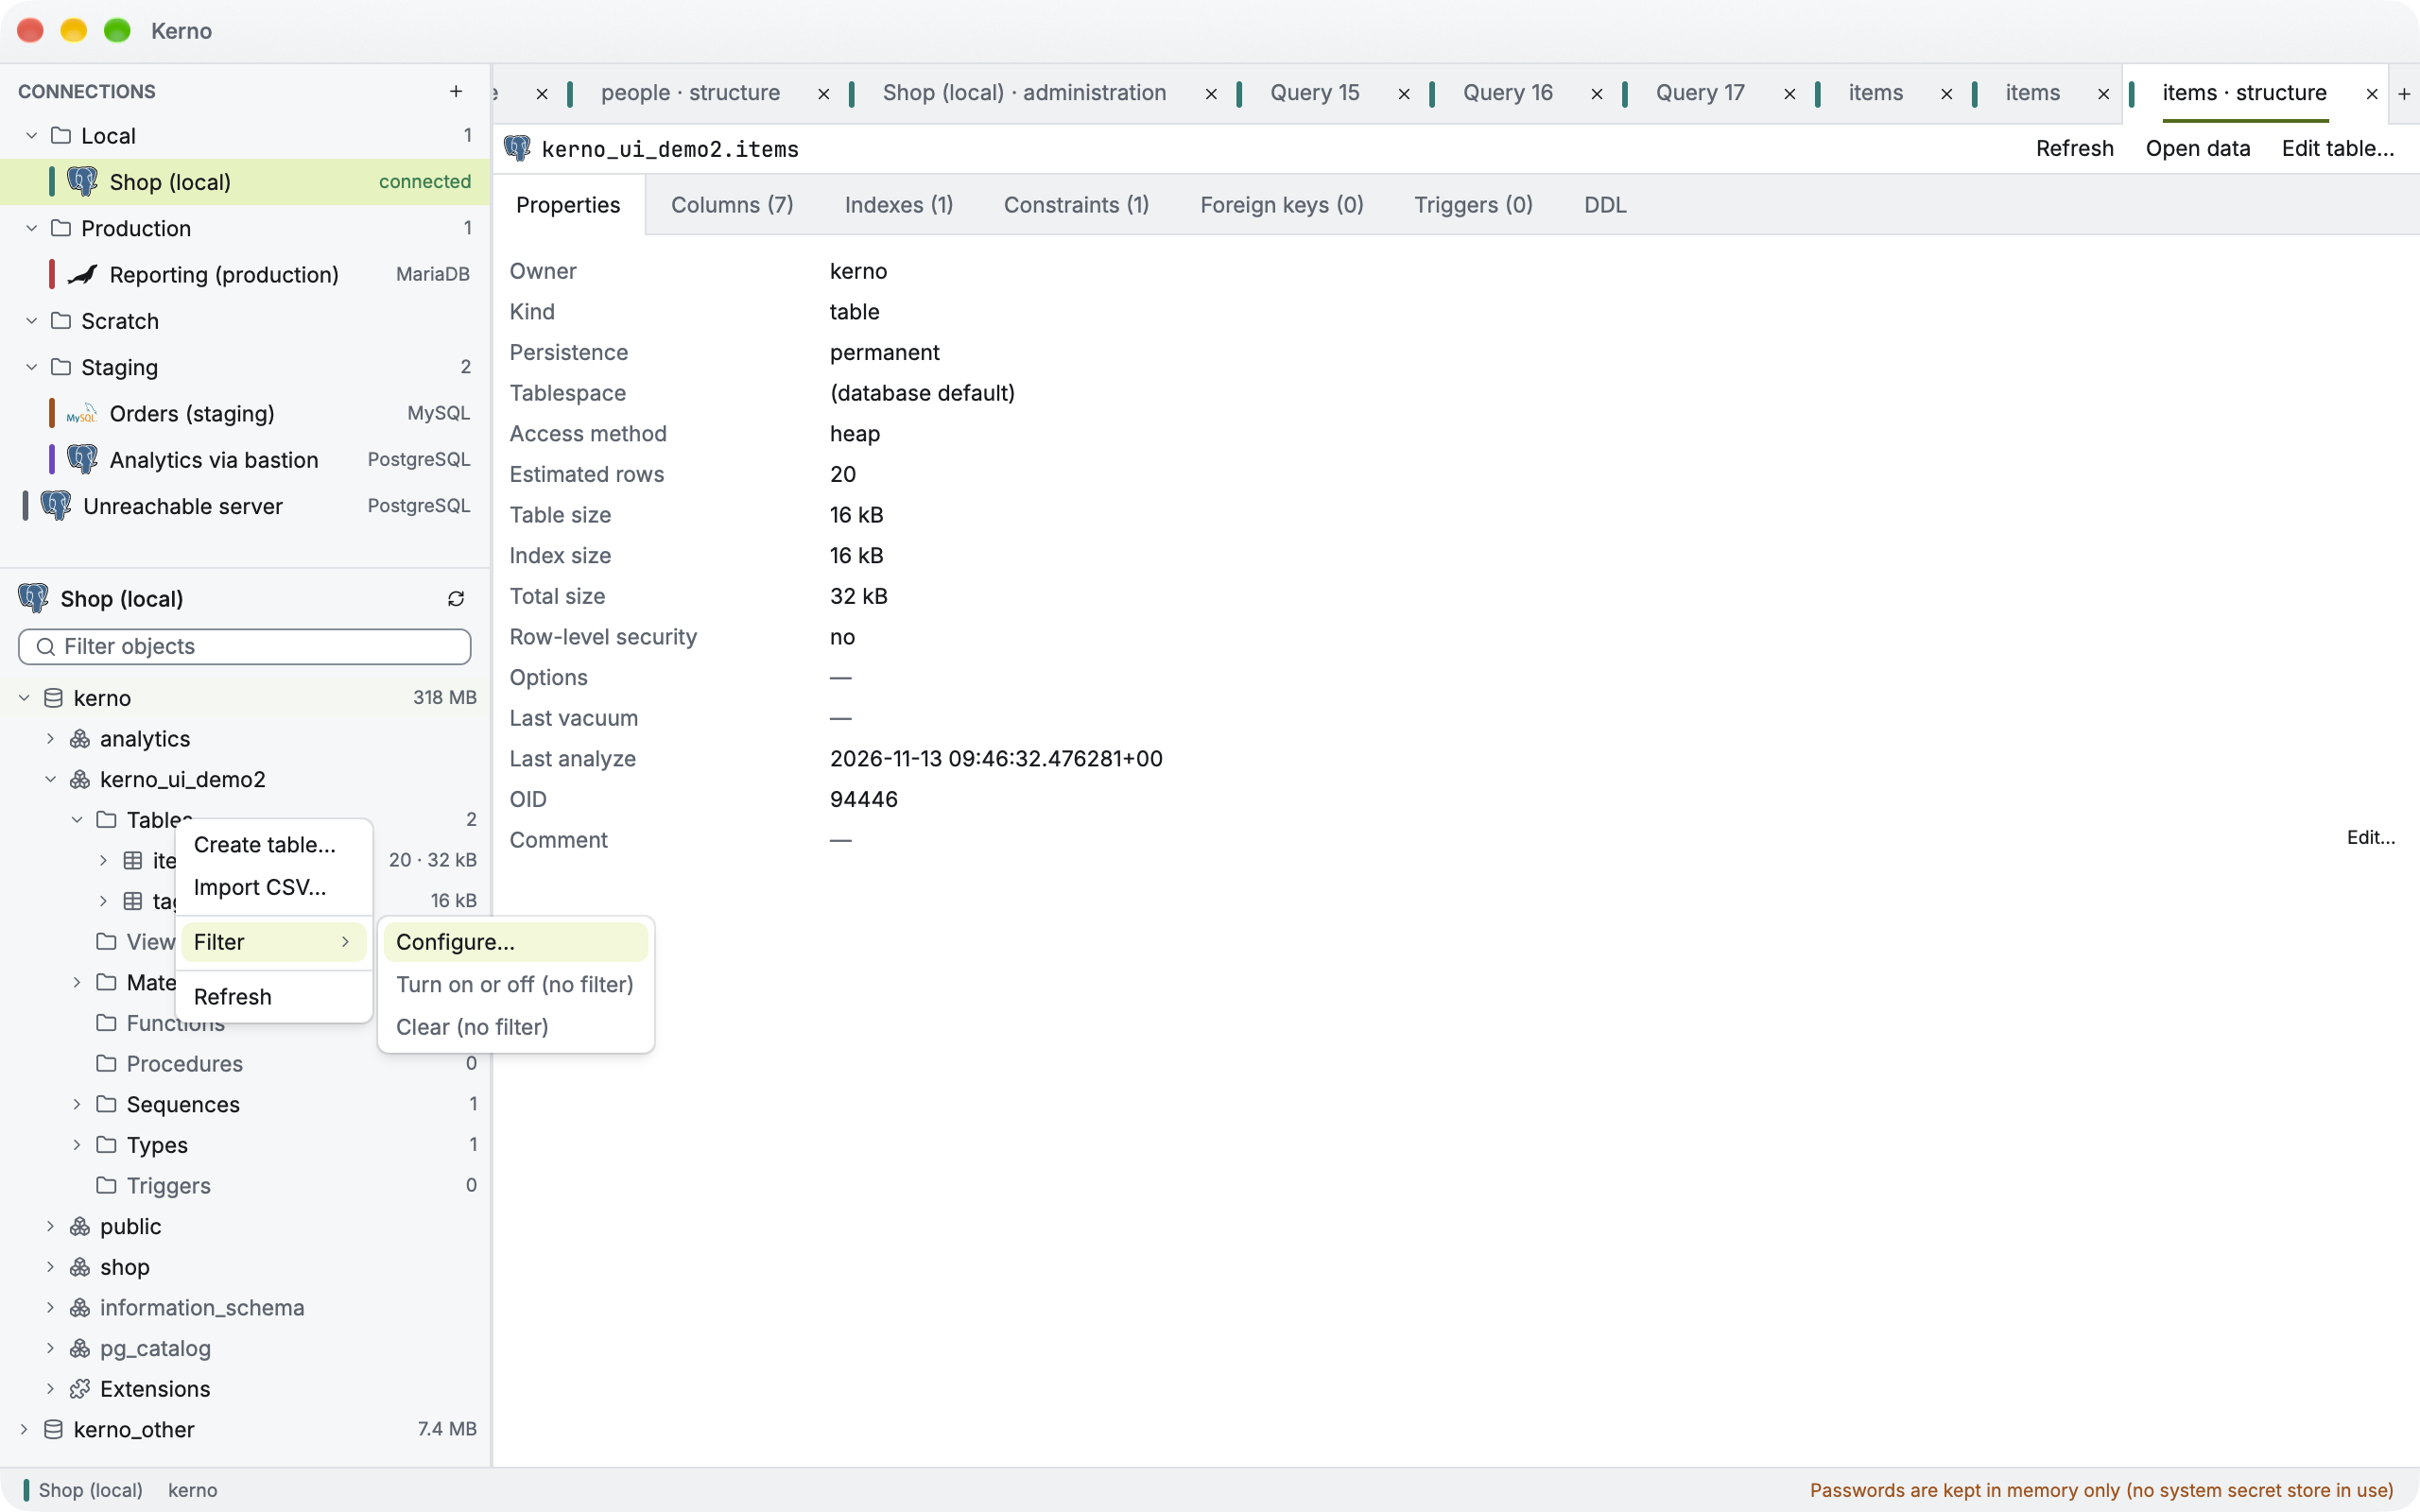 Kerno
CONNECTIONS
Local 1
Shop (local) connected
Production 1
Reporting (production) MariaDB
Scratch
Staging 2
MySQL Orders (staging) MySQL
Analytics via bastion PostgreSQL
Unreachable server PostgreSQL
Shop (local)
Filter objects
kerno 318 MB
analytics
kerno_ui_demo2
Tables 2
ite 20 · 32 kB
tag 16 kB
View
Mate
Functions
Procedures 0
Sequences 1
Types 1
Triggers 0
public
shop
information_schema
pg_catalog
Extensions
kerno_other 7.4 MB
Create table...
Import CSV...
Filter
Refresh
Configure...
Turn on or off (no filter)
Clear (no filter)
people · structure
Shop (local) · administration
Query 15
Query 16
Query 17
items
items
items · structure
kerno_ui_demo2.items
Refresh Open data Edit table...
Properties Columns (7) Indexes (1) Constraints (1) Foreign keys (0) Triggers (0) DDL
Owner kerno
Kind table
Persistence permanent
Tablespace (database default)
Access method heap
Estimated rows 20
Table size 16 kB
Index size 16 kB
Total size 32 kB
Row-level security no
Options —
Last vacuum —
Last analyze 2026-11-13 09:46:32.476281+00
OID 94446
Comment — Edit...
Shop (local) kerno
Passwords are kept in memory only (no system secret store in use)